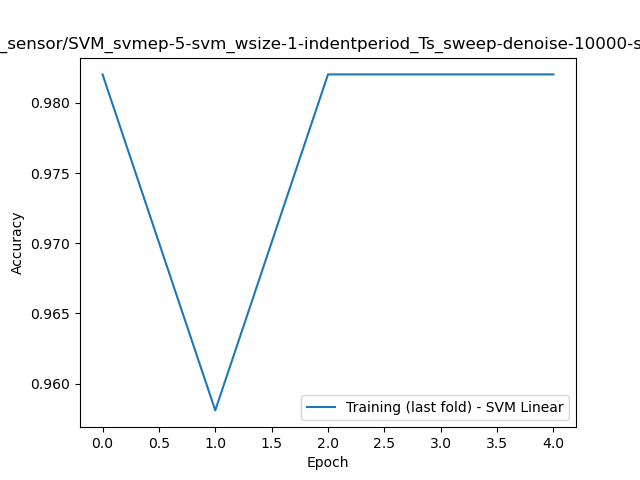 _sensor/SVM_svmep-5-svm_wsize-1-indentperiod_Ts_sweep-denoise-10000-s
0.980
0.975
0.970
0.965
0.960
Accuracy
Training (last fold) - SVM Linear
0.0 0.5 1.0 1.5 2.0 2.5 3.0 3.5 4.0
Epoch